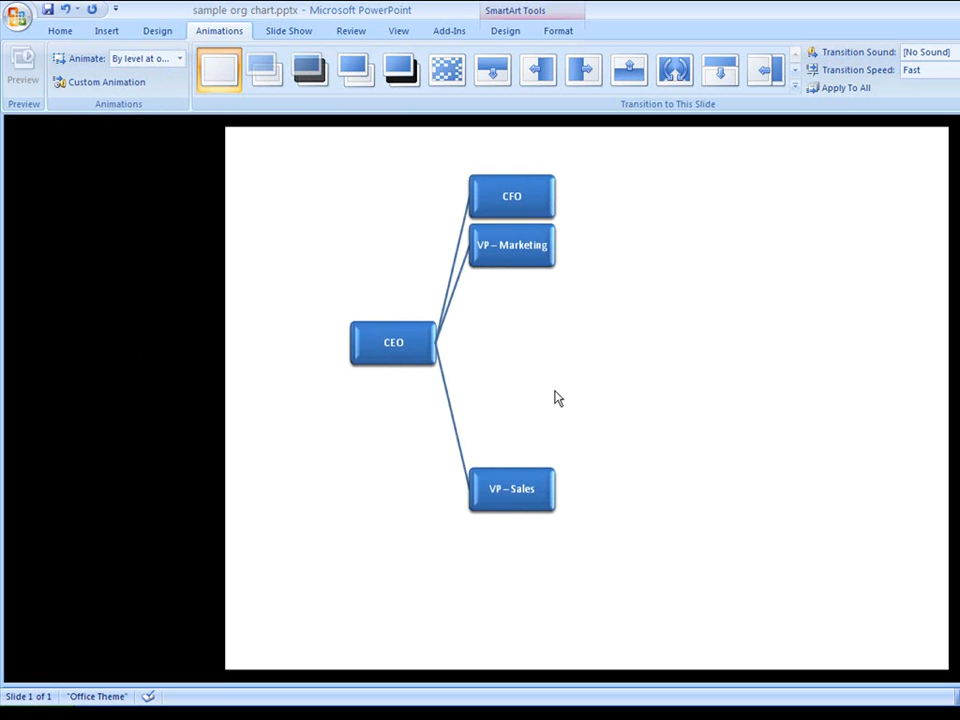 sample org chart.pptx - Microsoft PowerPoint
SmartArt Tools
Home Insert Design Animations Slide Show Review View Add-Ins Design Format
Preview
Animate: By level at o...
Custom Animation
Transition Sound: [No Sound]
Transition Speed: Fast
Apply To All
Preview Animations Transition to This Slide
CFO
VP – Marketing
CEO
VP – Sales
Slide 1 of 1 "Office Theme"